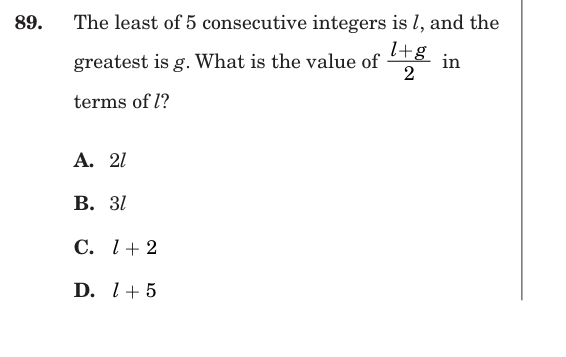 89. The least of 5 consecutive integers is l, and the
greatest is g. What is the value of \frac{l+g}{2} in
terms of l?
A. 2l
B. 3l
C. l + 2
D. l + 5